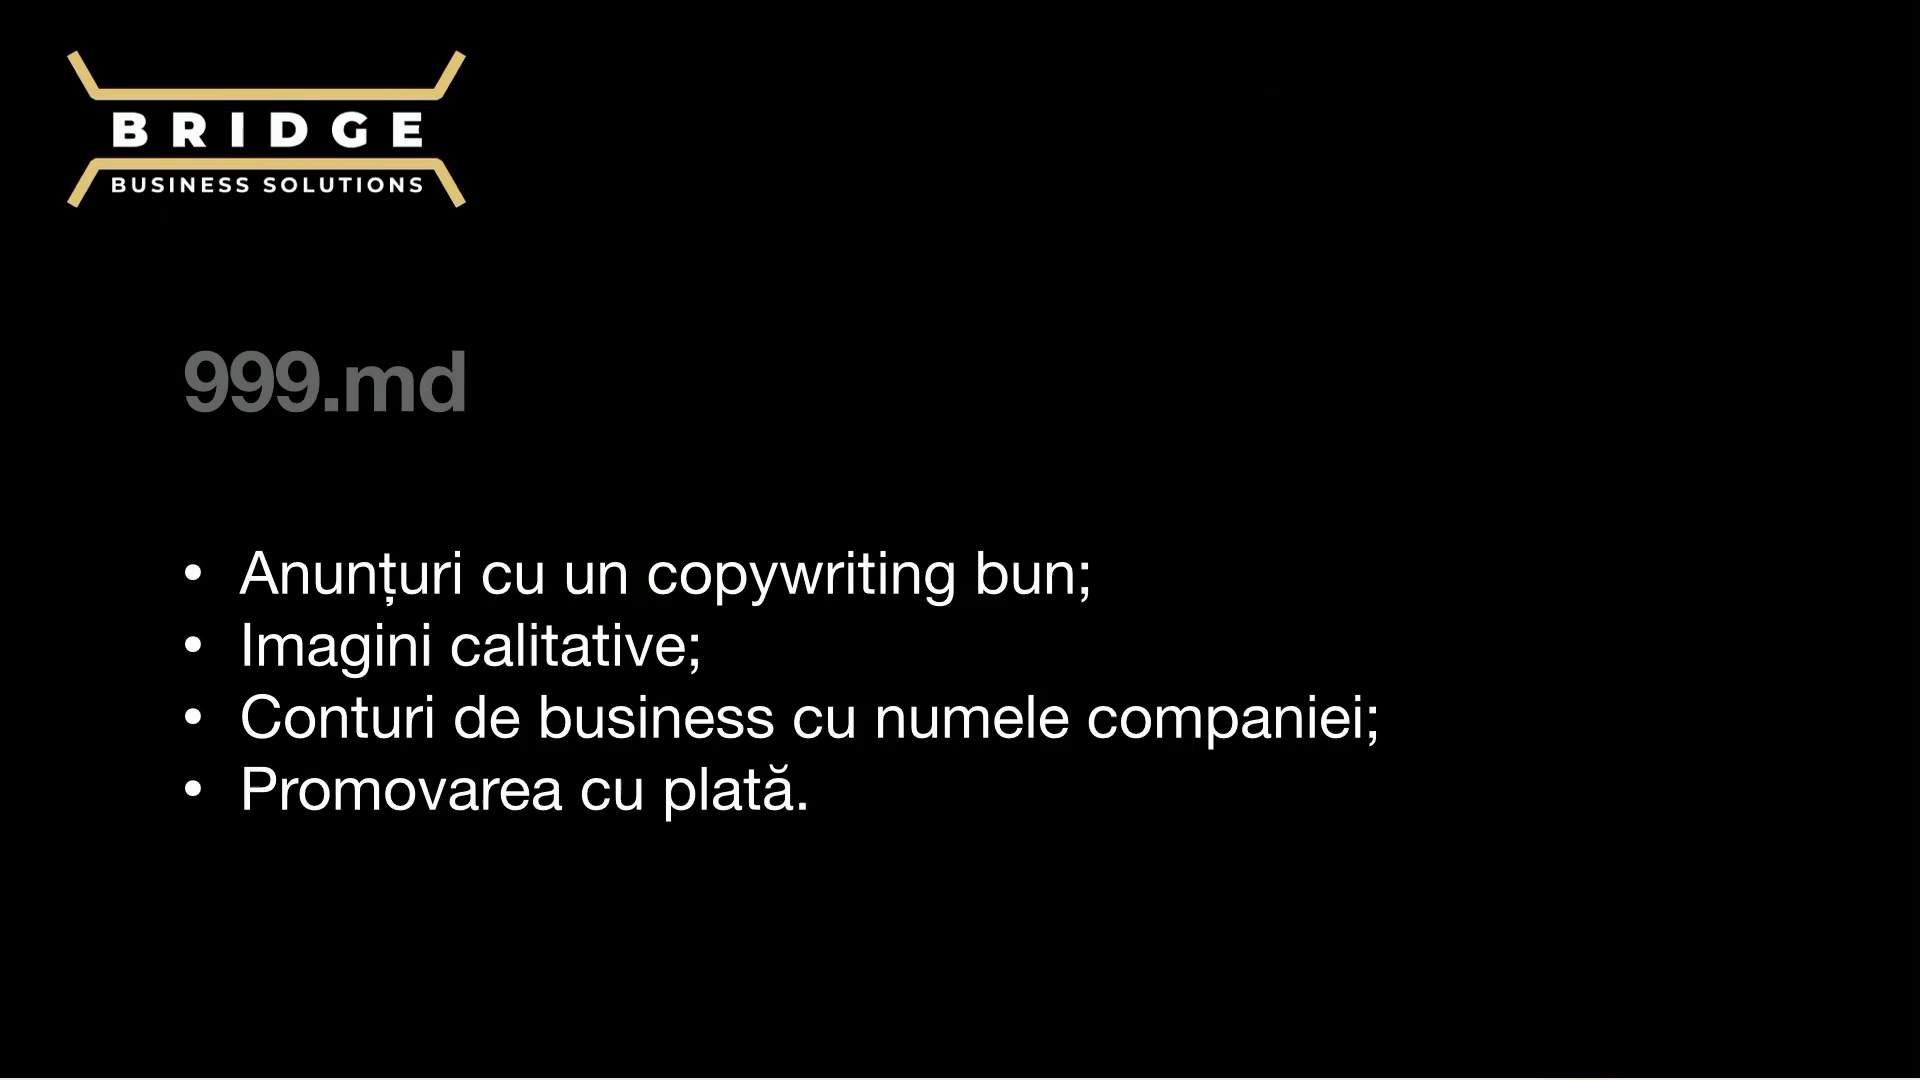 BRIDGE
BUSINESS SOLUTIONS
999.md
• Anunțuri cu un copywriting bun;
• Imagini calitative;
• Conturi de business cu numele companiei;
• Promovarea cu plată.